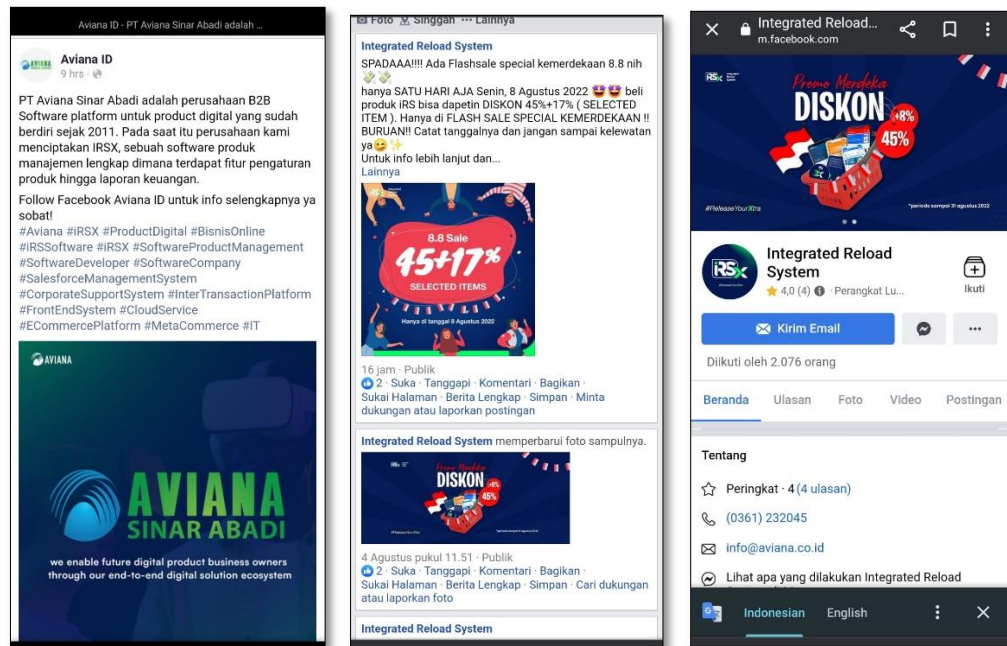 Aviana ID - PT Aviana Sinar Abadi adalah ...
Aviana ID
9 hrs ·
PT Aviana Sinar Abadi adalah perusahaan B2B
Software platform untuk product digital yang sudah
berdiri sejak 2011. Pada saat itu perusahaan kami
menciptakan IRSX, sebuah software produk
manajemen lengkap dimana terdapat fitur pengaturan
produk hingga laporan keuangan.
Follow Facebook Aviana ID untuk info selengkapnya ya
sobat!
#Aviana #iRSX #ProductDigital #BisnisOnline
#iRSSoftware #iRSX #SoftwareProductManagement
#SoftwareDeveloper #SoftwareCompany
#SalesforceManagementSystem
#CorporateSupportSystem #InterTransactionPlatform
#FrontEndSystem #CloudService
#ECommercePlatform #MetaCommerce #IT
AVIANA
AVIANA
SINAR ABADI
we enable future digital product business owners
through our end-to-end digital solution ecosystem
Foto Singgah ··· Lainnya
Integrated Reload System
SPADAAA!!!! Ada Flashsale special kemerdekaan 8.8 nih
💸💸
hanya SATU HARI AJA Senin, 8 Agustus 2022 🤩🤩 beli
produk iRS bisa dapetin DISKON 45%+17% ( SELECTED
ITEM ). Hanya di FLASH SALE SPECIAL KEMERDEKAAN !!
BURUAN!! Catat tanggalnya dan jangan sampai kelewatan
ya😋✨
Untuk info lebih lanjut dan...
Lainnya
8.8 Sale
45+17%
SELECTED ITEMS
Hanya di tanggal 8 Agustus 2022
16 jam · Publik
2 · Suka · Tanggapi · Komentari · Bagikan ·
Sukai Halaman · Berita Lengkap · Simpan · Minta
dukungan atau laporkan postingan
Integrated Reload System memperbarui foto sampulnya.
Promo Merdeka
DISKON
+8%
45%
4 Agustus pukul 11.51 · Publik
2 · Suka · Tanggapi · Komentari · Bagikan ·
Sukai Halaman · Berita Lengkap · Simpan · Cari dukungan
atau laporkan foto
Integrated Reload System
Integrated Reload...
m.facebook.com
iRSx
Promo Merdeka
DISKON
+8%
45%
#ReleaseYourXtra
*periode sampai 31 agustus 2022
iRSx
Integrated Reload
System
4,0 (4) · Perangkat Lu...
Ikuti
Kirim Email
Diikuti oleh 2.076 orang
Beranda Ulasan Foto Video Postingan
Tentang
Peringkat · 4 (4 ulasan)
(0361) 232045
info@aviana.co.id
Lihat apa yang dilakukan Integrated Reload
Indonesian English